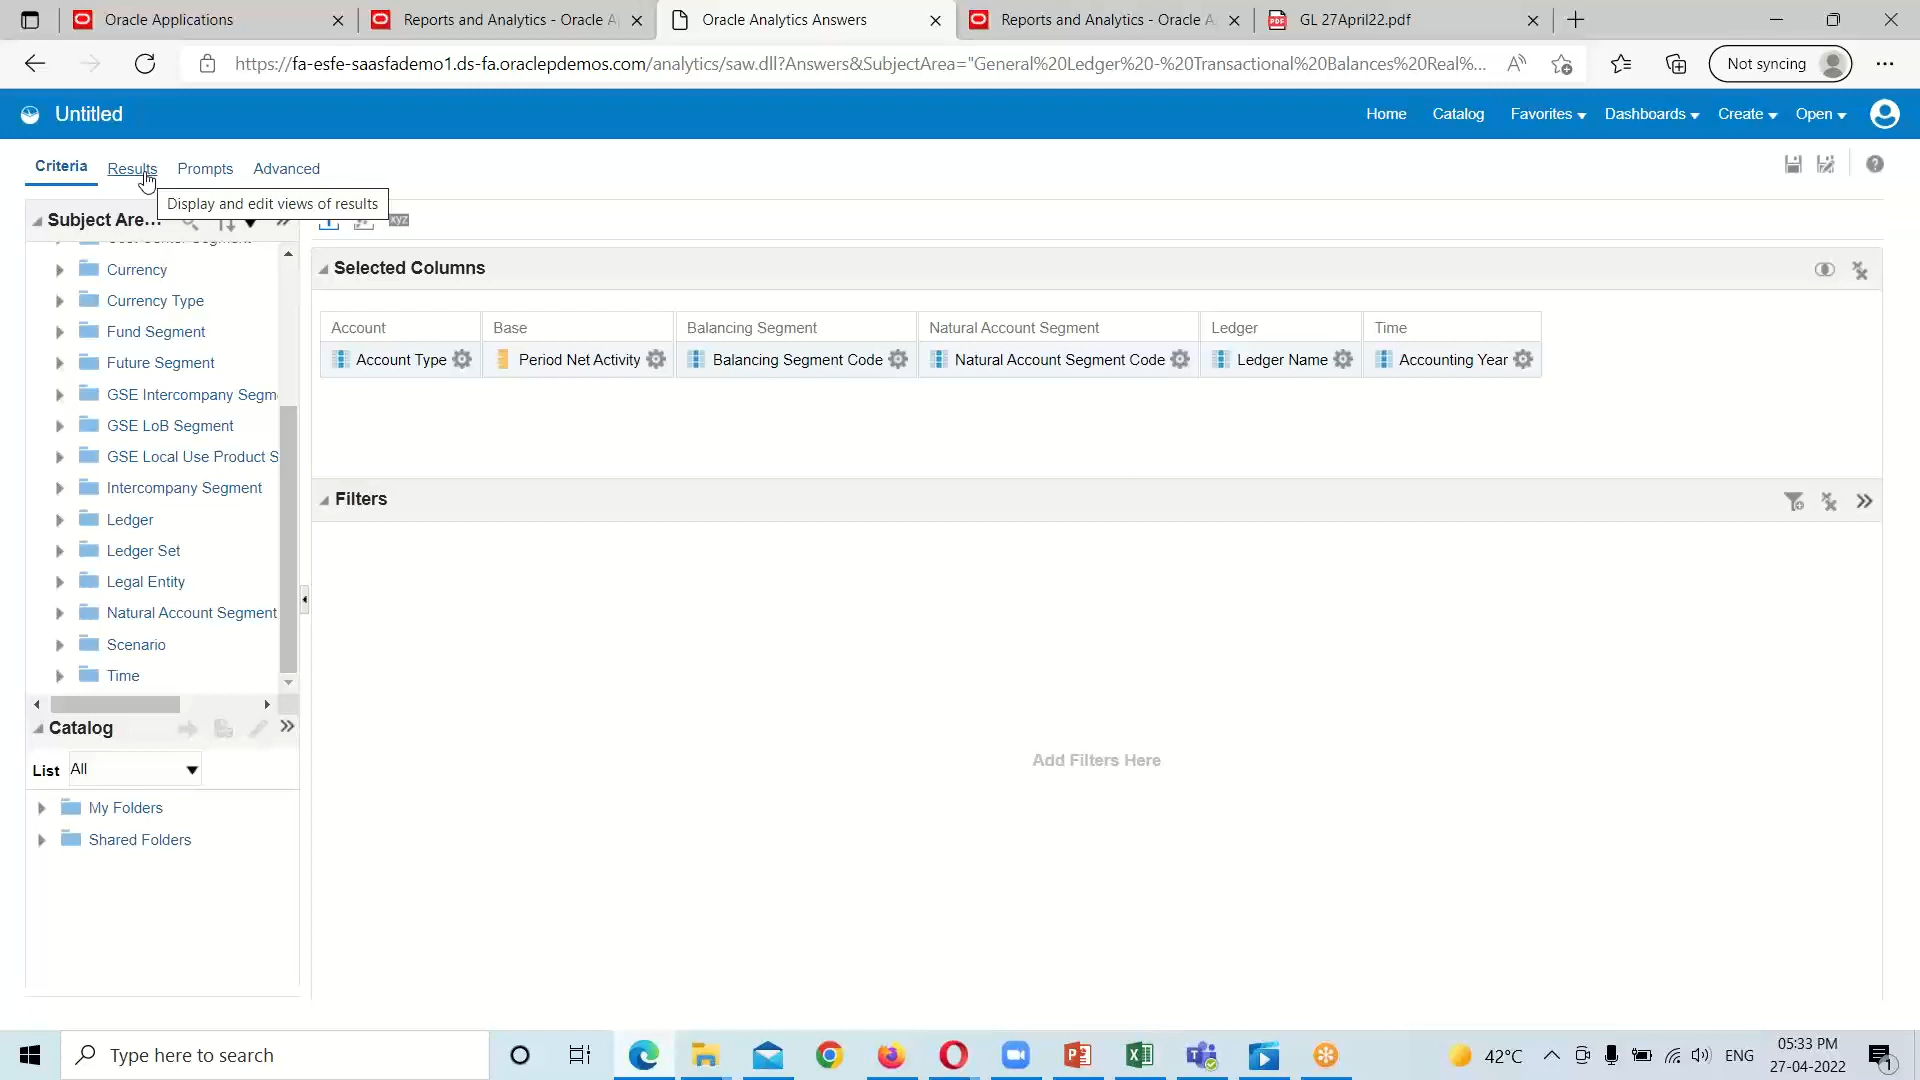 Oracle Applications
Reports and Analytics - Oracle A
Oracle Analytics Answers
Reports and Analytics - Oracle A
GL 27April22.pdf
https://fa-esfe-saasfademo1.ds-fa.oraclepdemos.com/analytics/saw.dll?Answers&SubjectArea="General%20Ledger%20-%20Transactional%20Balances%20Real%...
Not syncing
Untitled
Home
Catalog
Favorites
Dashboards
Create
Open
Criteria
Results
Prompts
Advanced
Display and edit views of results
Subject Are...
xyz
Currency
Currency Type
Fund Segment
Future Segment
GSE Intercompany Segm
GSE LoB Segment
GSE Local Use Product S
Intercompany Segment
Ledger
Ledger Set
Legal Entity
Natural Account Segment
Scenario
Time
Catalog
List All
My Folders
Shared Folders
Selected Columns
Account Base Balancing Segment Natural Account Segment Ledger Time
Account Type Period Net Activity Balancing Segment Code Natural Account Segment Code Ledger Name Accounting Year
Filters
Add Filters Here
Type here to search
42°C
ENG
05:33 PM
27-04-2022
1